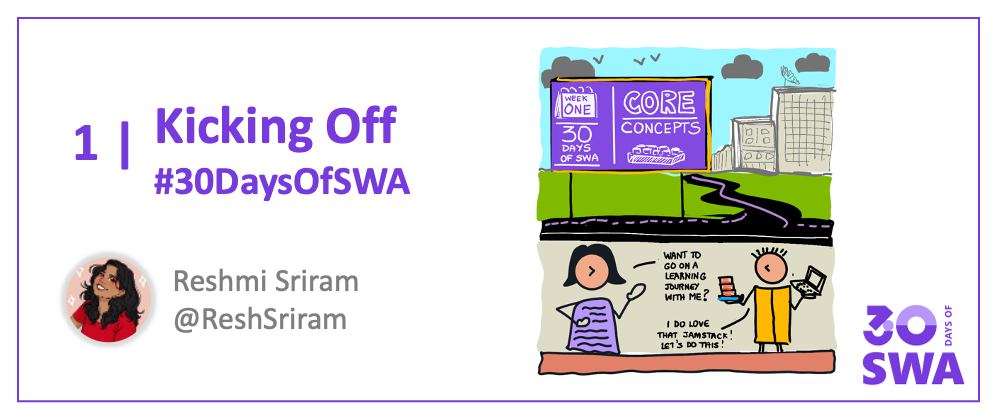 1 | Kicking Off
#30DaysOfSWA
Reshmi Sriram
@ReshSriram
WEEK
ONE
30
DAYS
OF SWA
CORE
CONCEPTS
WANT TO
GO ON A
LEARNING
JOURNEY
WITH ME?
I DO LOVE
THAT JAMSTACK!
LET'S DO THIS!
30
DAYS OF
SWA